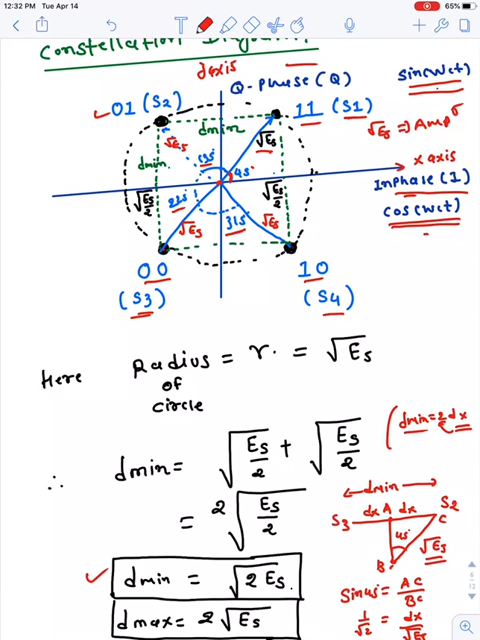 12:32 PM Tue Apr 14
65%
Constellation Diagram
y axis
Q-phase (Q)
sin(wct)
01 (S2)
11 (S1)
√Es => Amp
dmin
√Es
√Es
135°
45°
dmin
x axis
√Es/2
√Es/2
Inphase (I)
225°
315°
cos(wct)
√Es
√Es
00
10
(S3)
(S4)
Here Radius of circle = r. = √Es
∴ dmin = √Es/2 + √Es/2
(dmin = 2dx
= 2√Es/2
dmin
S3 dx A dx S2
C
45°
√Es
B
dmin = √2Es.
Sin45 = AC/BC
dmax = 2√Es
1/√2 = dx/√Es
6
12